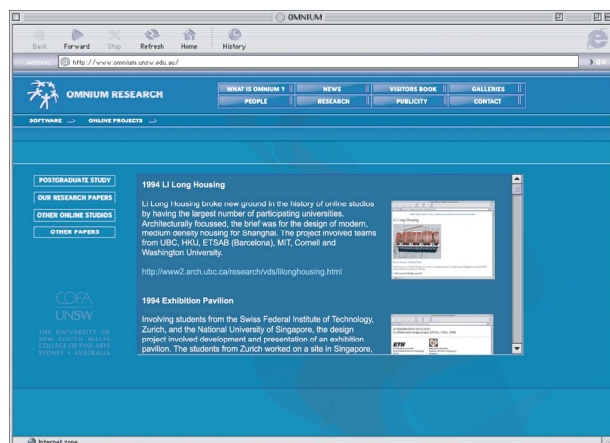 OMNIUM
Back Forward Stop Refresh Home History
Address: http://www.omnium.unsw.edu.au/
OMNIUM RESEARCH
WHAT IS OMNIUM ? NEWS VISITORS BOOK GALLERIES
PEOPLE RESEARCH PUBLICITY CONTACT
SOFTWARE ONLINE PROJECTS
POSTGRADUATE STUDY
OUR RESEARCH PAPERS
OTHER ONLINE STUDIOS
OTHER PAPERS
1994 Li Long Housing
Li Long Housing broke new ground in the history of online studios
by having the largest number of participating universities.
Architecturally focussed, the brief was for the design of modern,
medium density housing for Shanghai. The project involved teams
from UBC, HKU, ETSAB (Barcelona), MIT, Cornell and
Washington University.
http://www2.arch.ubc.ca/research/vds/lilonghousing.html
Li Long Housing
1994 Exhibition Pavilion
Involving students from the Swiss Federal Institute of Technology,
Zurich, and the National University of Singapore, the design
project involved development and presentation of an exhibition
pavilion. The students from Zurich worked on a site in Singapore,
ETH
COFA
UNSW
THE UNIVERSITY OF
NEW SOUTH WALES
COLLEGE OF FINE ARTS
SYDNEY • AUSTRALIA
Internet zone